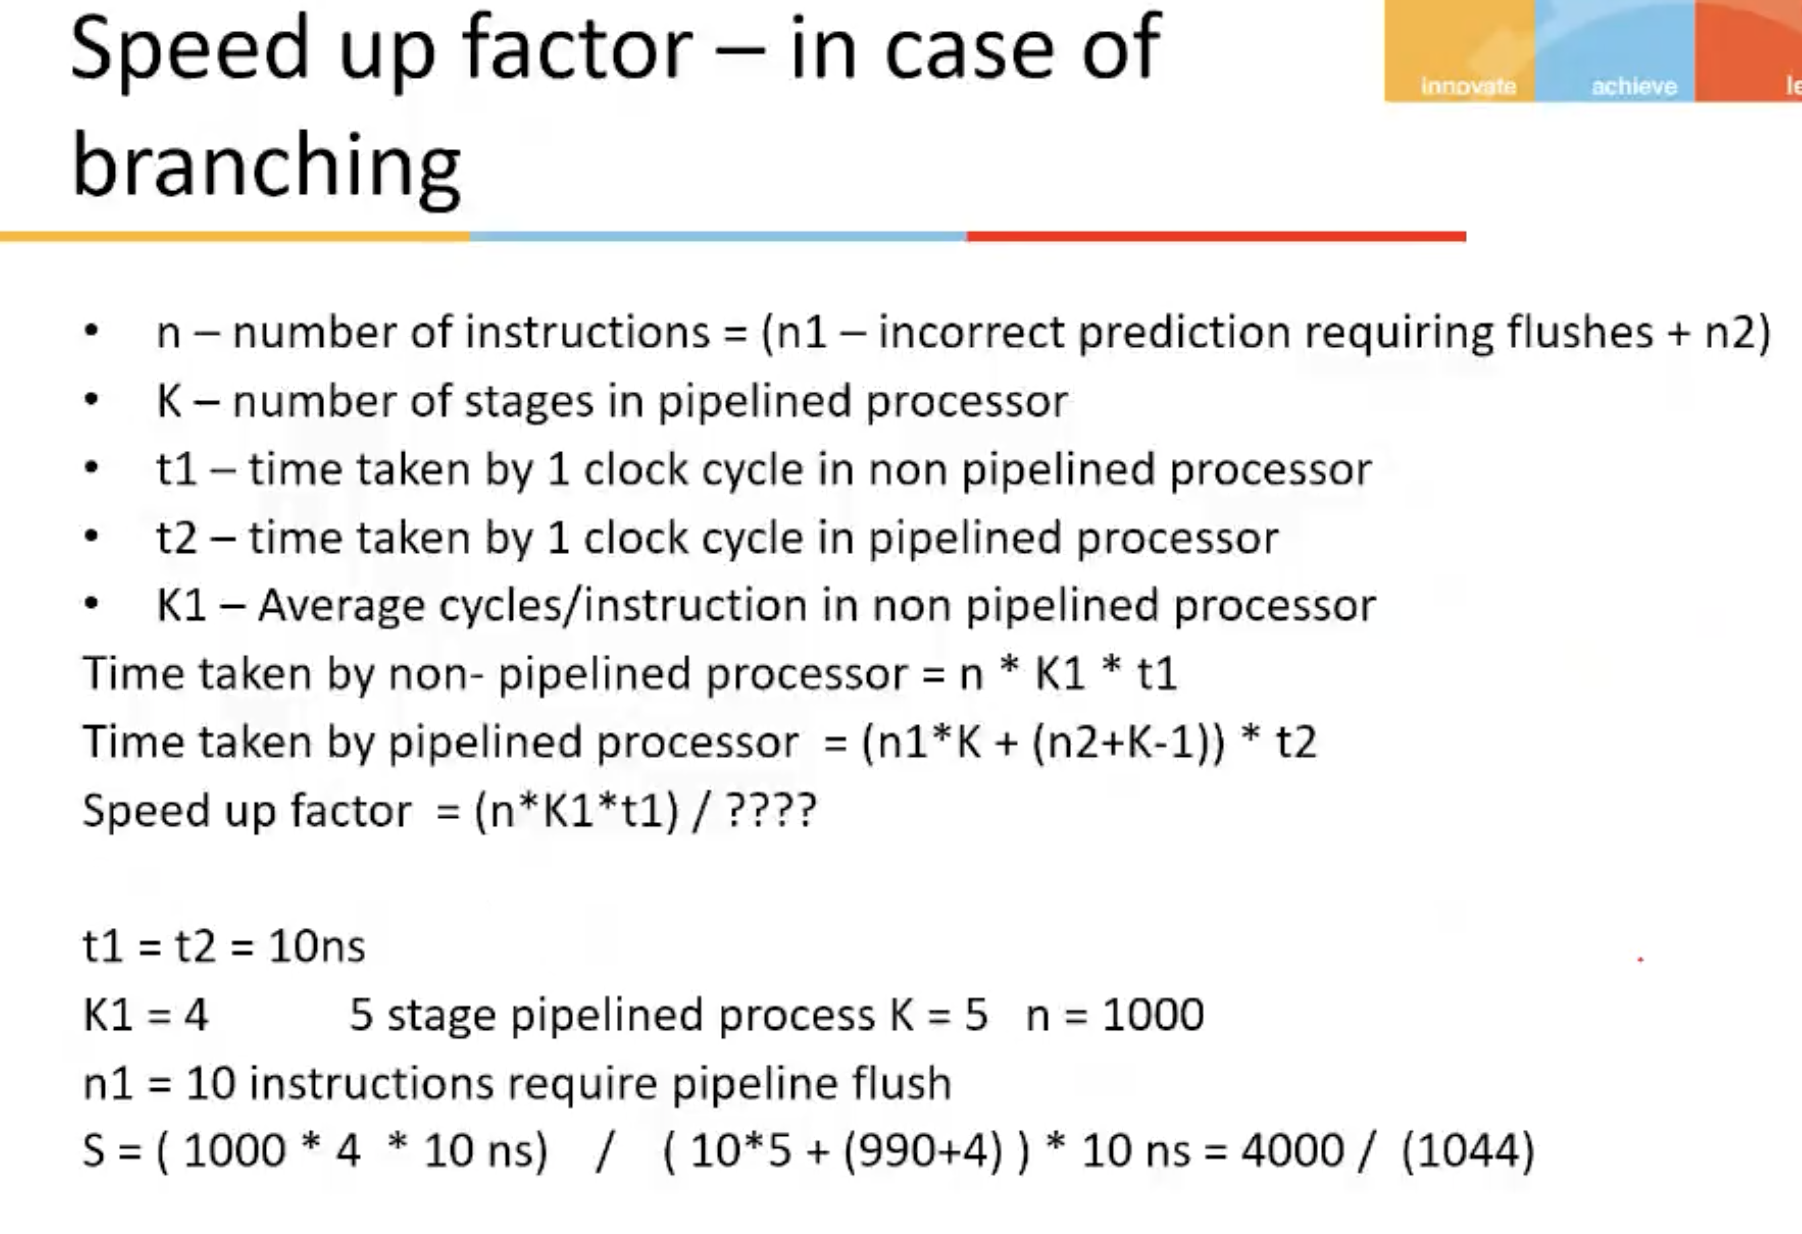 Speed up factor – in case of
branching
innovate achieve le
• n – number of instructions = (n1 – incorrect prediction requiring flushes + n2)
• K – number of stages in pipelined processor
• t1 – time taken by 1 clock cycle in non pipelined processor
• t2 – time taken by 1 clock cycle in pipelined processor
• K1 – Average cycles/instruction in non pipelined processor
Time taken by non- pipelined processor = n * K1 * t1
Time taken by pipelined processor = (n1*K + (n2+K-1)) * t2
Speed up factor = (n*K1*t1) / ????
t1 = t2 = 10ns
K1 = 4 5 stage pipelined process K = 5 n = 1000
n1 = 10 instructions require pipeline flush
S = ( 1000 * 4 * 10 ns) / ( 10*5 + (990+4) ) * 10 ns = 4000 / (1044)